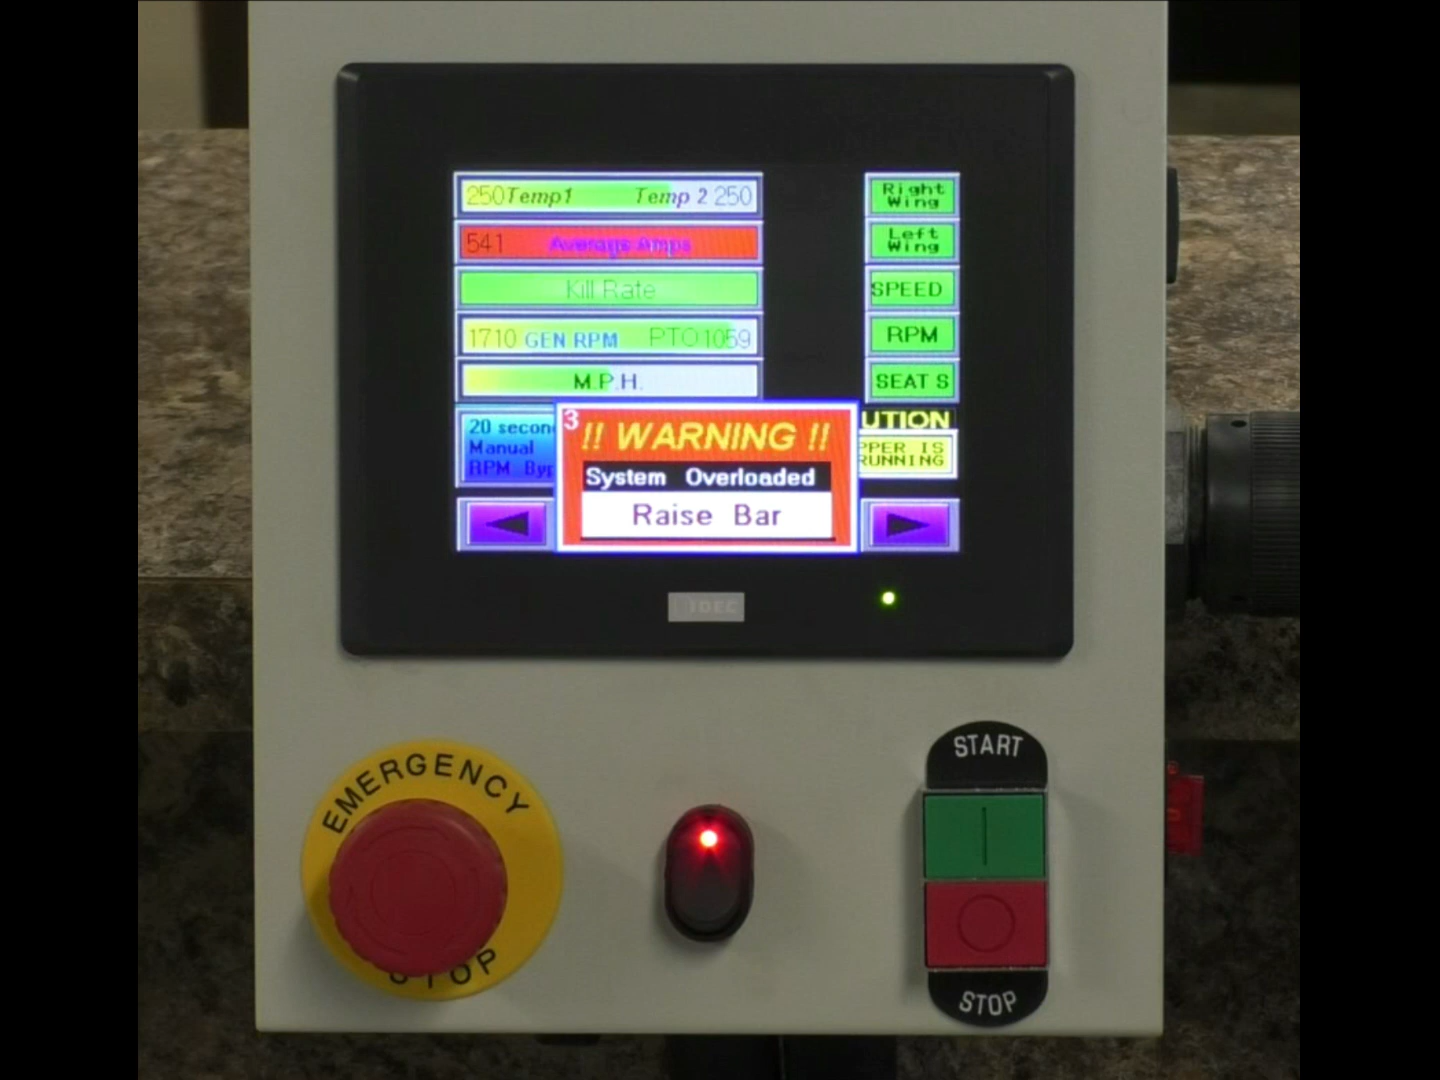 250 Temp1 Temp 2 250
541 Average Amps
Kill Rate
1710 GEN RPM PTO 1059
M.P.H.
Right
Wing
Left
Wing
SPEED
RPM
SEAT S
20 secon
Manual
RPM Byp
3
!! WARNING !!
System Overloaded
Raise Bar
UTION
PPER IS
RUNNING
IDEC
EMERGENCY
STOP
START
STOP